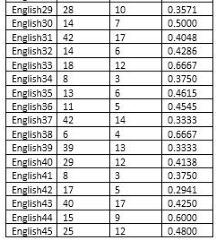 English29 28 10 0.3571
English30 14 7 0.5000
English31 42 17 0.4048
English32 14 6 0.4286
English33 18 12 0.6667
English34 8 3 0.3750
English35 13 6 0.4615
English36 11 5 0.4545
English37 42 14 0.3333
English38 6 4 0.6667
English39 39 13 0.3333
English40 29 12 0.4138
English41 8 3 0.3750
English42 17 5 0.2941
English43 40 17 0.4250
English44 15 9 0.6000
English45 25 12 0.4800